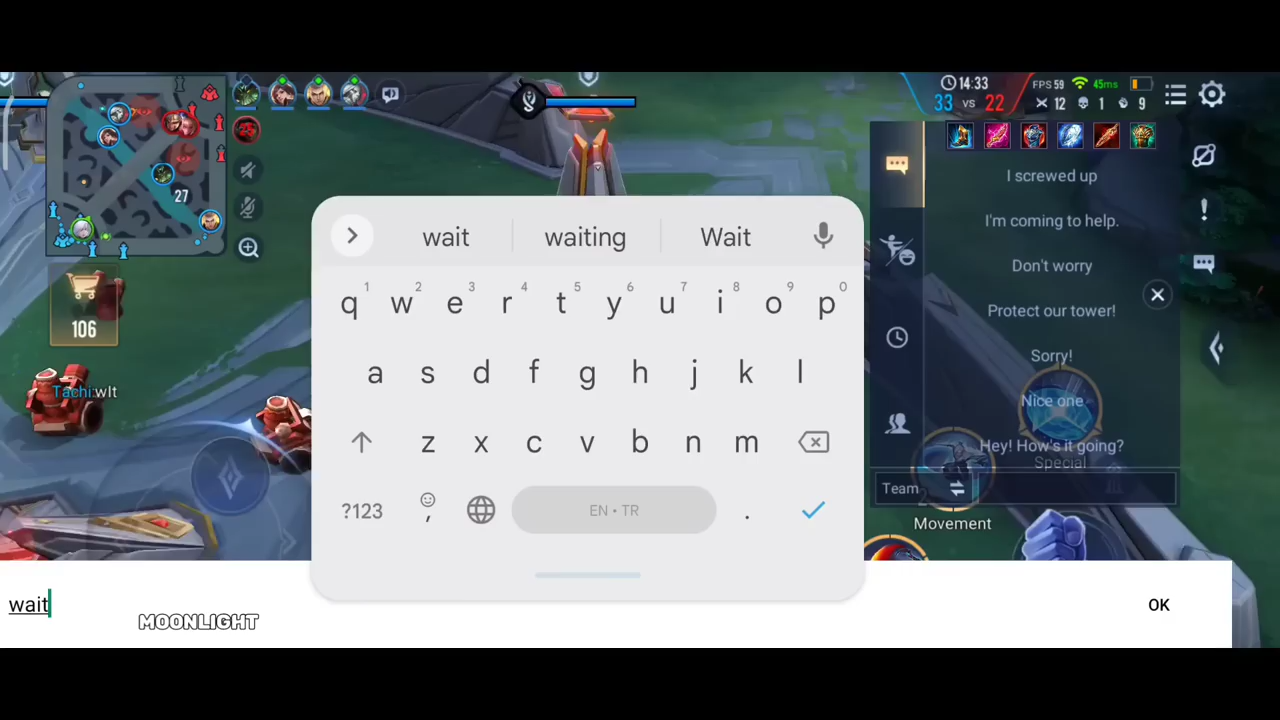 14:33
FPS 59 45ms
33 vs 22 12 1 9
27
106
Tachi:wIt
I screwed up
I'm coming to help.
Don't worry
Protect our tower!
Sorry!
Nice one
Hey! How's it going?
Special
Team
Movement
wait waiting Wait
q 1 w 2 e 3 r 4 t 5 y 6 u 7 i 8 o 9 p 0
a s d f g h j k l
z x c v b n m
?123 , EN • TR .
wait
OK
MOONLIGHT